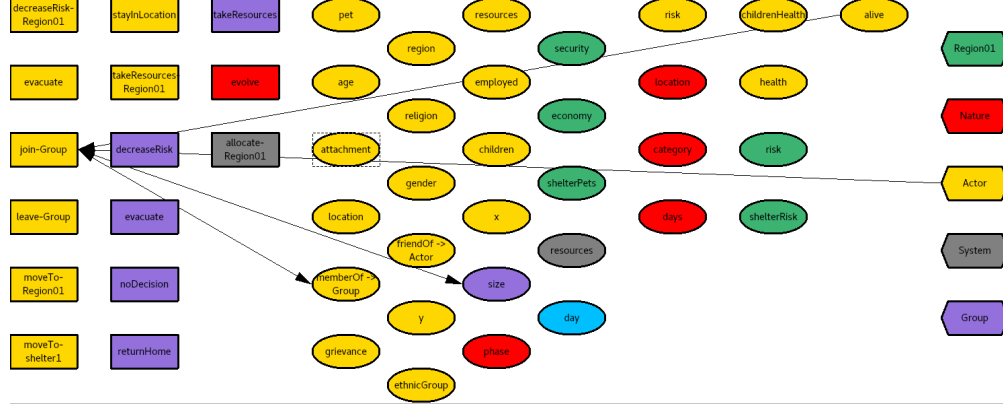 decreaseRisk-
Region01
stayInLocation
takeResources
pet
resources
risk
childrenHealth
alive
region
security
Region01
evacuate
takeResources-
Region01
evolve
age
employed
location
health
religion
economy
Nature
join-Group
decreaseRisk
allocate-
Region01
attachment
children
category
risk
gender
shelterPets
Actor
leave-Group
evacuate
location
x
days
shelterRisk
friendOf ->
Actor
resources
System
moveTo-
Region01
noDecision
memberOf ->
Group
size
y
day
Group
moveTo-
shelter1
returnHome
grievance
phase
ethnicGroup